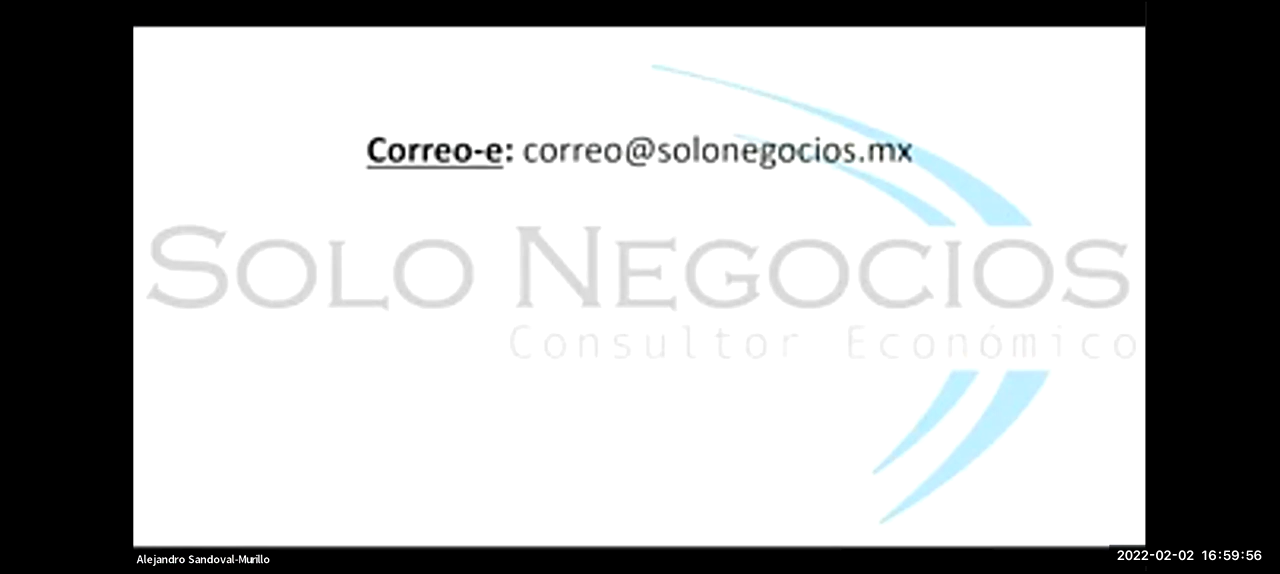 Correo-e: correo@solonegocios.mx
SOLO NEGOCIOS
Consultor Económico
Alejandro Sandoval-Murillo
2022-02-02 16:59:56